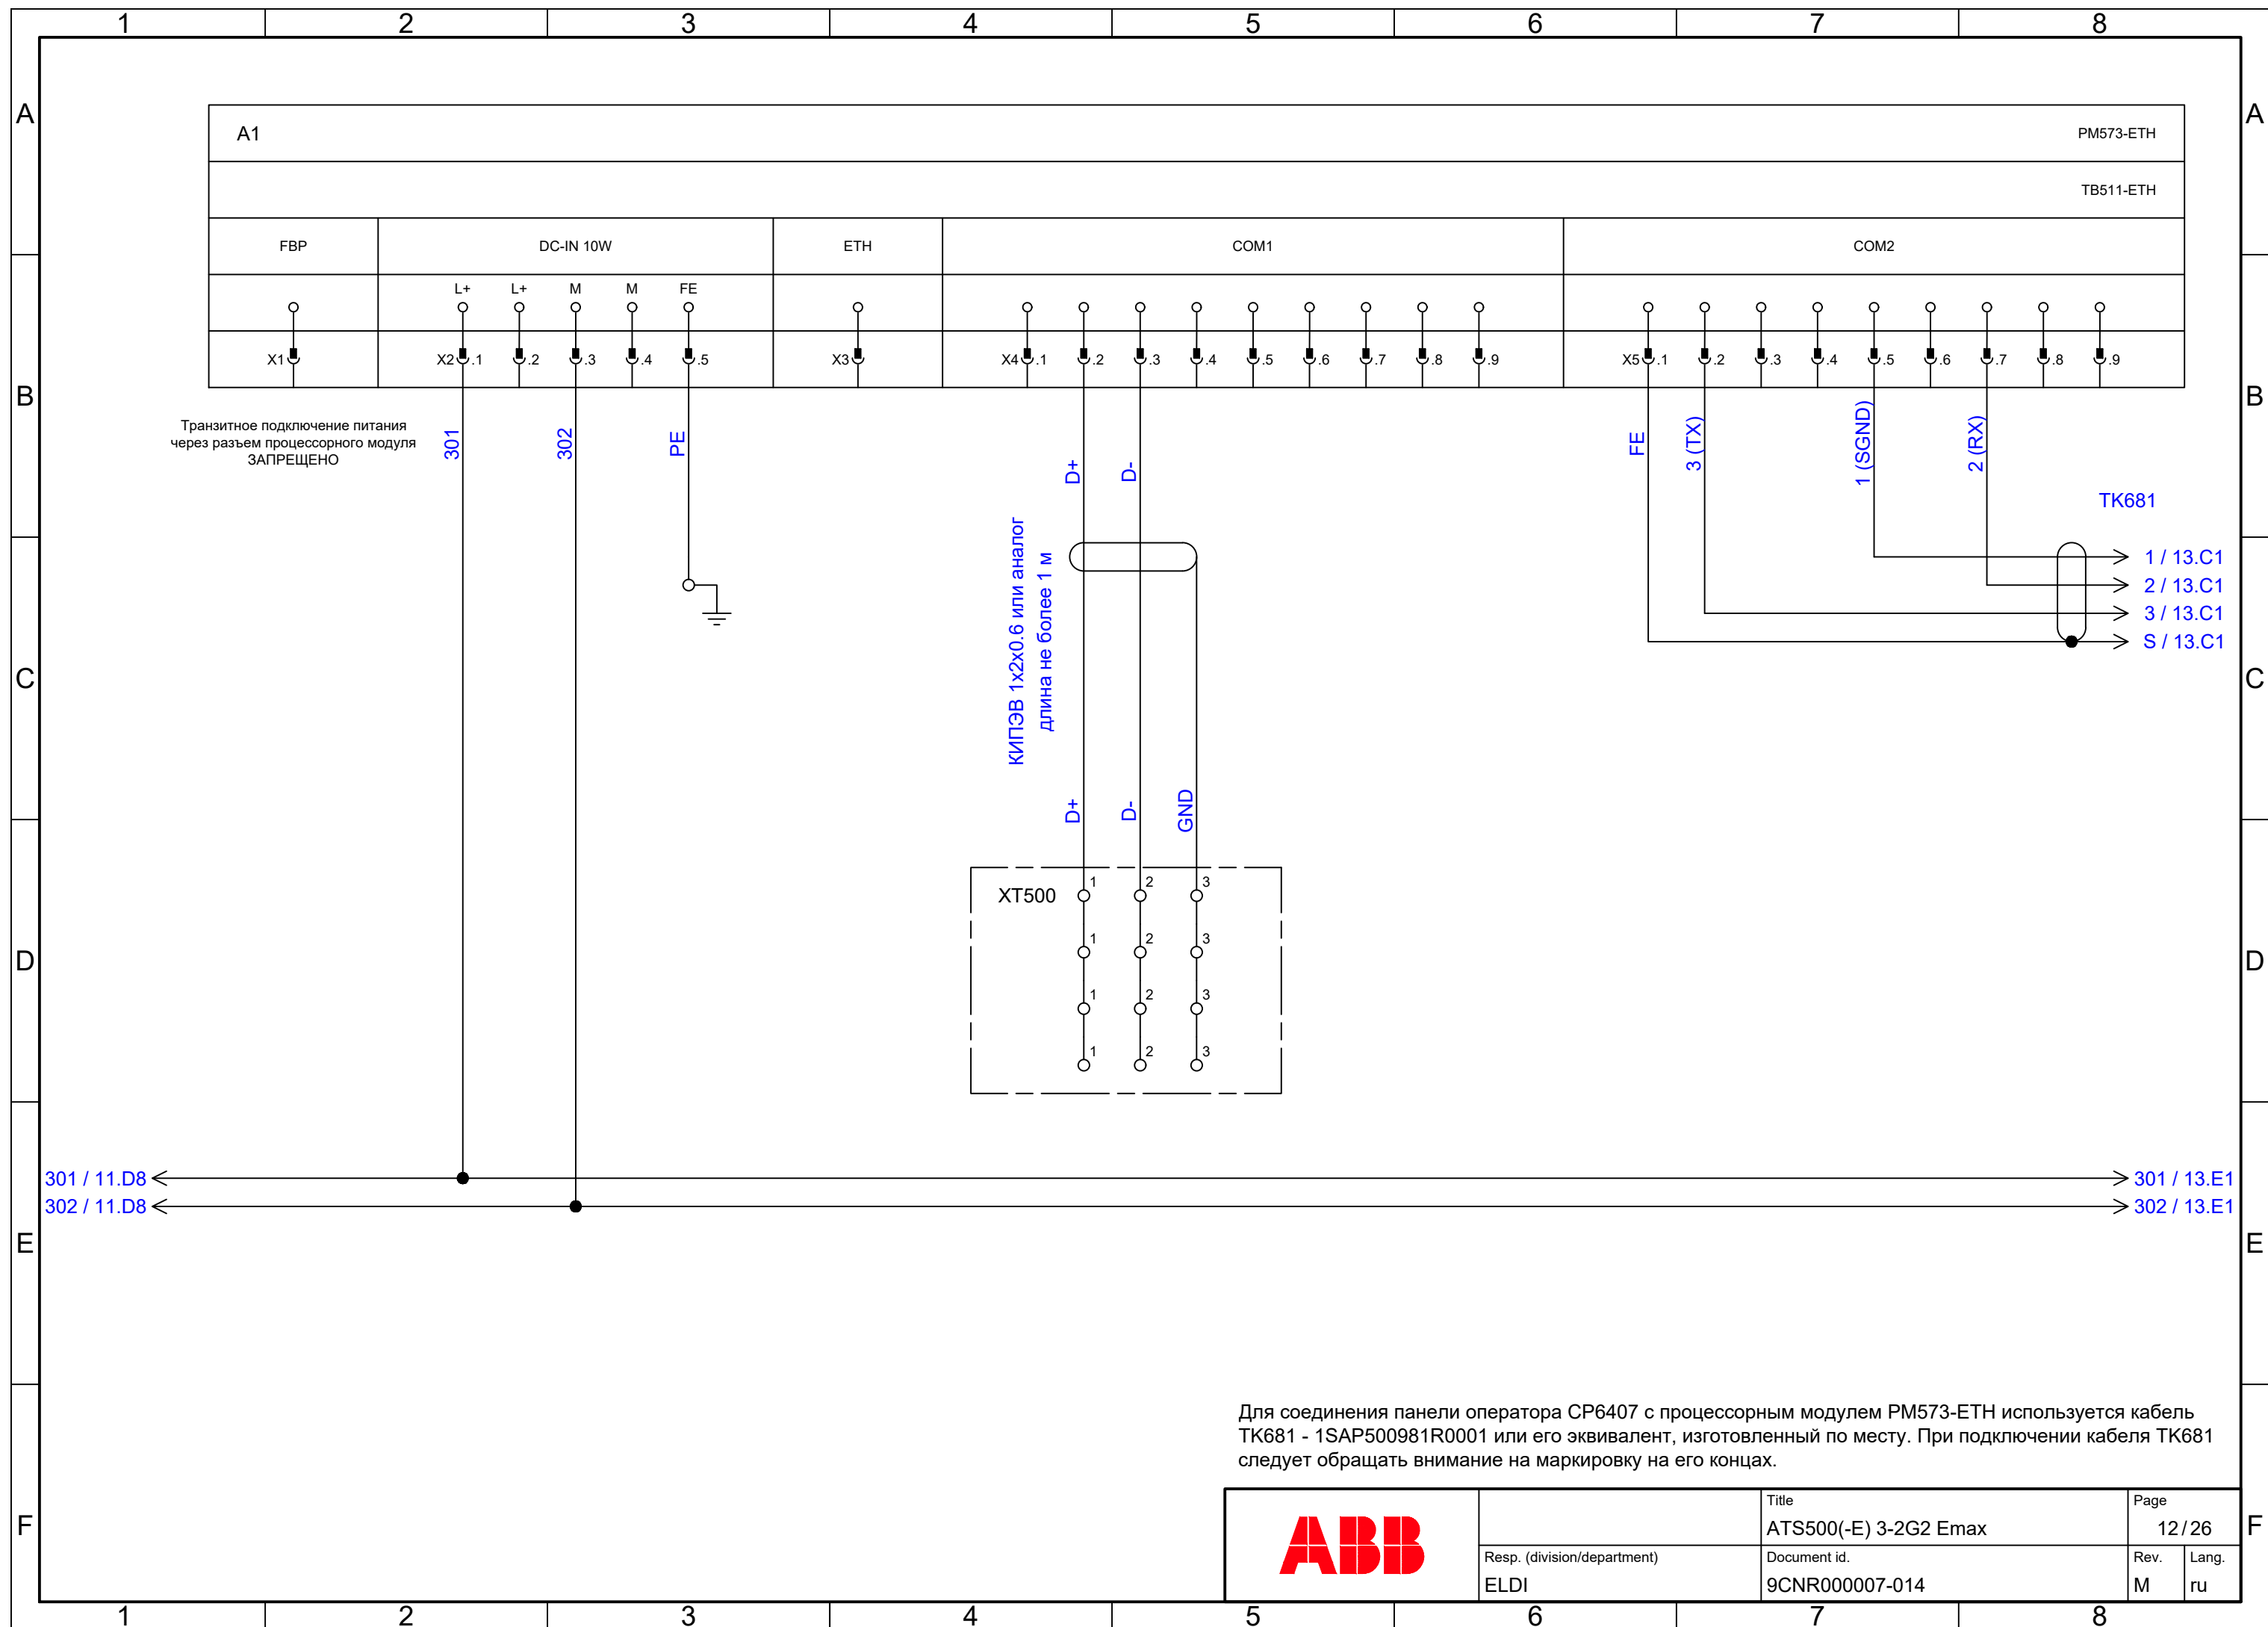 1 2 3 4 5 6 7 8
A A
A1 PM573-ETH
TB511-ETH
FBP DC-IN 10W ETH COM1 COM2
L+ L+ M M FE
X1 X2 .1 .2 .3 .4 .5 X3 X4 .1 .2 .3 .4 .5 .6 .7 .8 .9 X5 .1 .2 .3 .4 .5 .6 .7 .8 .9
B B
Транзитное подключение питания
через разъем процессорного модуля
ЗАПРЕЩЕНО
301 302 PE D+ D- FE 3 (TX) 1 (SGND) 2 (RX)
TK681
КИПЭВ 1x2x0.6 или аналог
длина не более 1 м
1 / 13.C1
2 / 13.C1
3 / 13.C1
S / 13.C1
C C
D+ D- GND
XT500 1 2 3
1 2 3
D D
1 2 3
1 2 3
301 / 11.D8 301 / 13.E1
302 / 11.D8 302 / 13.E1
E E
Для соединения панели оператора CP6407 с процессорным модулем PM573-ETH используется кабель
TK681 - 1SAP500981R0001 или его эквивалент, изготовленный по месту. При подключении кабеля TK681
следует обращать внимание на маркировку на его концах.
F F
ABB
Title Page
ATS500(-E) 3-2G2 Emax 12 / 26
Resp. (division/department) Document id. Rev. Lang.
ELDI 9CNR000007-014 M ru
1 2 3 4 5 6 7 8